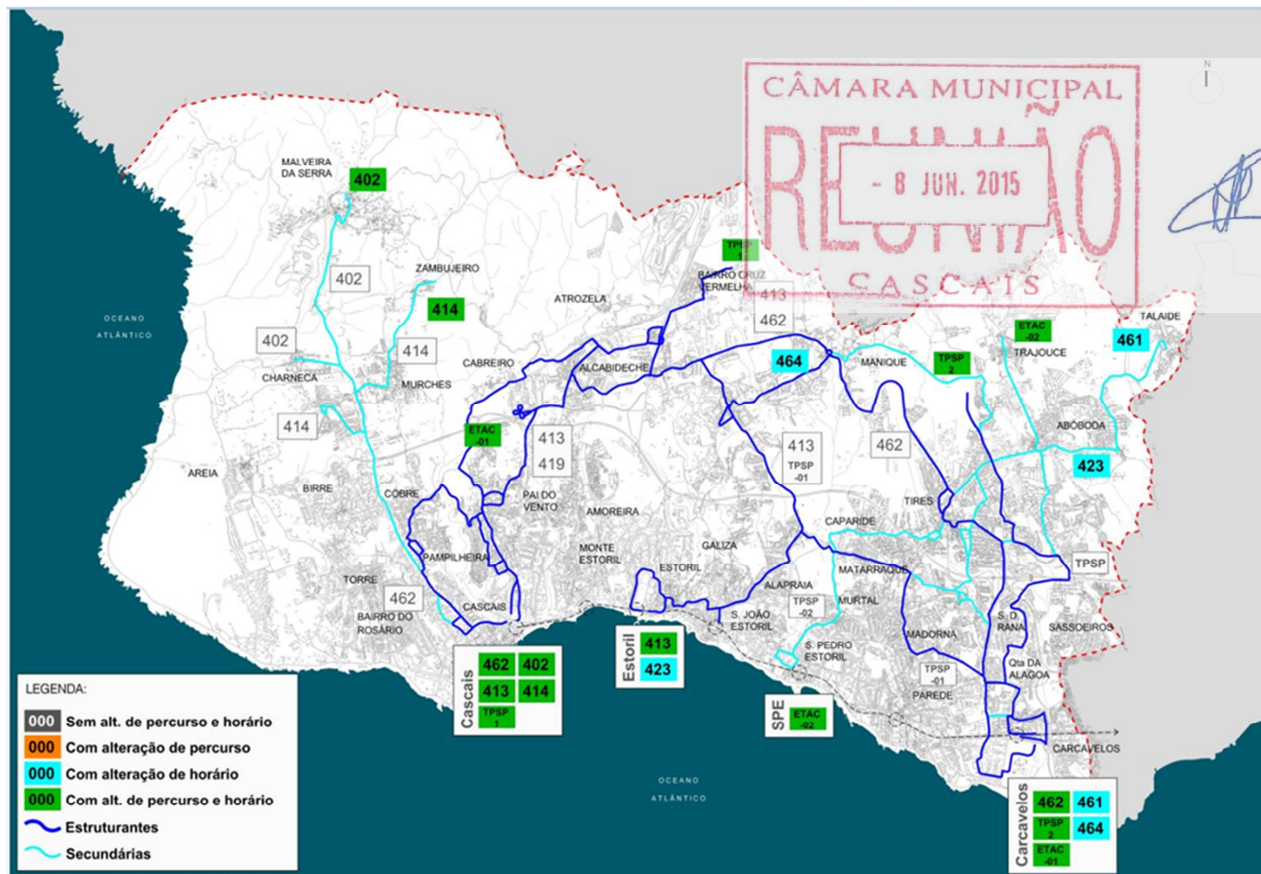 CÂMARA MUNICIPAL
REUNIÃO
- 8 JUN. 2015
CASCAIS
N
MALVEIRA
DA SERRA
402
402
ZAMBUJEIRO
414
OCEANO
ATLÂNTICO
402
CHARNECA
414
MURCHES
414
ATROZELA
CABREIRO
ALCABIDECHE
TPSP
BAIRRO CRUZ
VERMELHA
413
462
464
MANIQUE
TPSP
2
ETAC
-02
TRAJOUCE
461
TALAIDE
ABÓBODA
423
ETAC
-01
413
419
413
TPSP
-01
462
AREIA
BIRRE
CÓBRE
PAI DO
VENTO
AMOREIRA
TIRES
CAPARIDE
PAMPILHEIRA
MONTE
ESTORIL
ESTORIL
GALIZA
ALAPRAIA
MATARRAQUE
TPSP
TORRE
462
BAIRRO DO
ROSÁRIO
CASCAIS
TPSP
-02
MURTAL
S. JOÃO
ESTORIL
S. PEDRO
ESTORIL
MADORNA
S. D.
RANA
SASSOEIROS
TPSP
-01
PAREDE
Qta DA
ALAGOA
CARCAVELOS
Cascais
462 402
413 414
TPSP
1
Estoril
413
423
SPE
ETAC
-02
OCEANO
ATLÂNTICO
Carcavelos
462 461
TPSP
2
464
ETAC
-01
LEGENDA:
000 Sem alt. de percurso e horário
000 Com alteração de percurso
000 Com alteração de horário
000 Com alt. de percurso e horário
Estruturantes
Secundárias